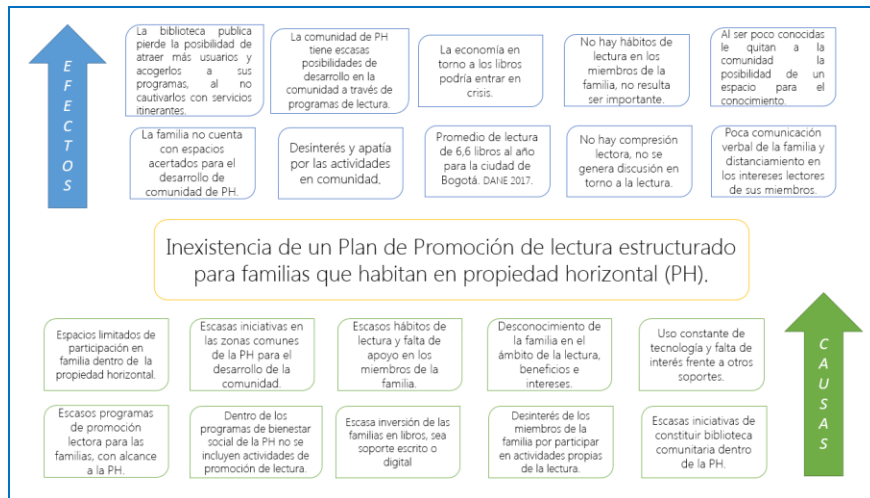 EFECTOS
La biblioteca publica
pierde la posibilidad de
atraer más usuarios y
acogerlos a sus
programas, al no
cautivarlos con servicios
itinerantes.
La comunidad de PH
tiene escasas
posibilidades de
desarrollo en la
comunidad a través de
programas de lectura.
La economía en
torno a los libros
podría entrar en
crisis.
No hay hábitos de
lectura en los
miembros de la
familia, no resulta
ser importante.
Al ser poco conocidas
le quitan a la
comunidad la
posibilidad de un
espacio para el
conocimiento.
La familia no cuenta
con espacios
acertados para el
desarrollo de
comunidad de PH.
Desinterés y apatía
por las actividades
en comunidad.
Promedio de lectura
de 6,6 libros al año
para la ciudad de
Bogotá. DANE 2017.
No hay compresión
lectora, no se
genera discusión
en torno a la lectura.
Poca comunicación
verbal de la familia y
distanciamiento en
los intereses lectores
de sus miembros.
Inexistencia de un Plan de Promoción de lectura estructurado
para familias que habitan en propiedad horizontal (PH).
Espacios limitados de
participación en
familia dentro de la
propiedad horizontal.
Escasas iniciativas en
las zonas comunes
de la PH para el
desarrollo de la
comunidad.
Escasos hábitos de
lectura y falta de
apoyo en los
miembros de la
familia.
Desconocimiento de
la familia en el
ámbito de la lectura,
beneficios e
intereses.
Uso constante de
tecnología y falta de
interés frente a otros
soportes.
Escasos programas
de promoción
lectora para las
familias, con alcance
a la PH.
Dentro de los
programas de bienestar
social de la PH no se
incluyen actividades de
promoción de lectura.
Escasa inversión de las
familias en libros, sea
soporte escrito o
digital
Desinterés de los
miembros de la
familia por participar
en actividades propias
de la lectura.
Escasas iniciativas de
constituir biblioteca
comunitaria dentro
de la PH.
CAUSAS